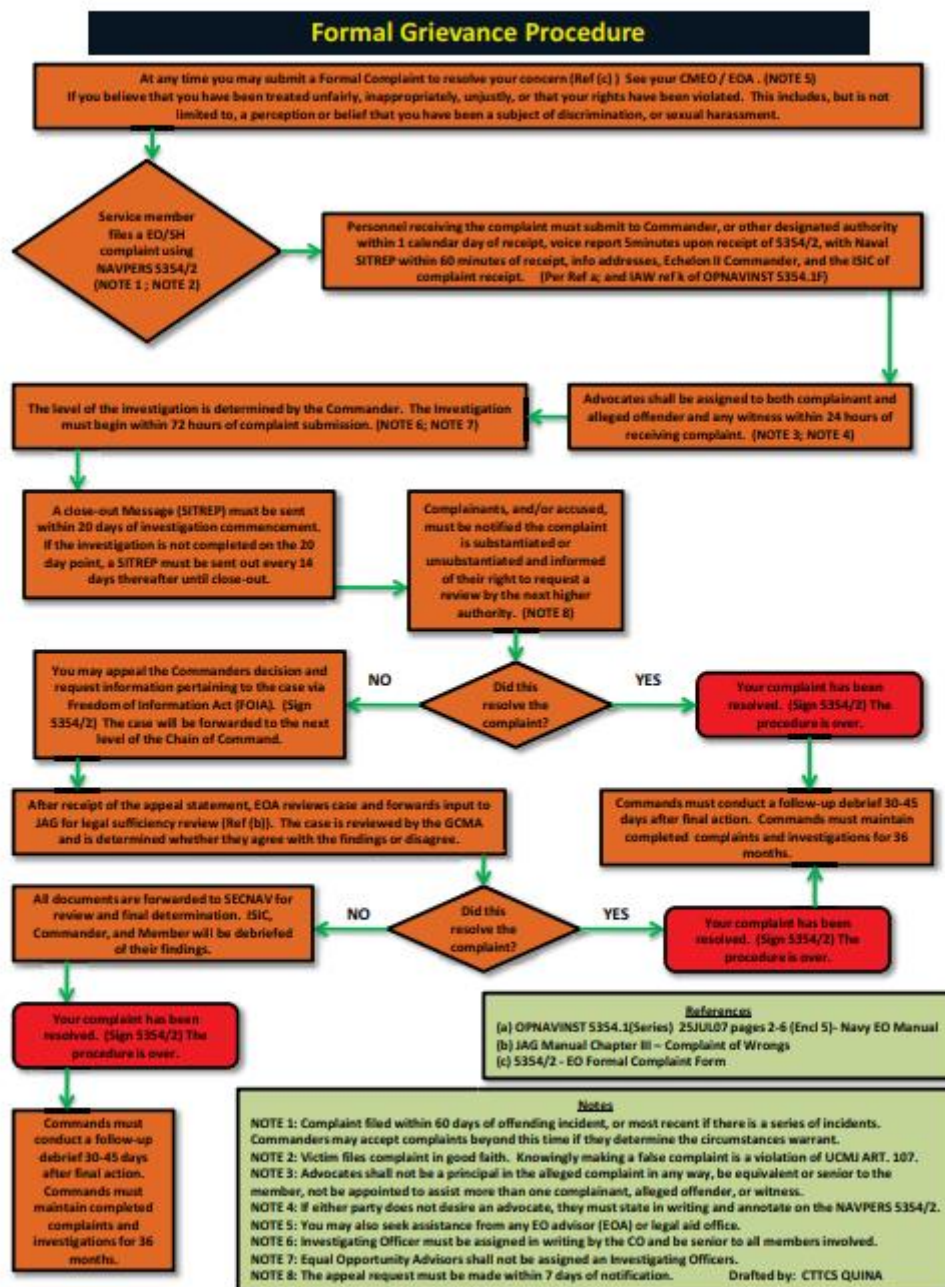 Formal Grievance Procedure
At any time you may submit a Formal Complaint to resolve your concern (Ref (c) ) See your CMEO / EOA . (NOTE 5)
If you believe that you have been treated unfairly, inappropriately, unjustly, or that your rights have been violated. This includes, but is not
limited to, a perception or belief that you have been a subject of discrimination, or sexual harassment.
Service member
files a EO/SH
complaint using
NAVPERS 5354/2
(NOTE 1 ; NOTE 2)
Personnel receiving the complaint must submit to Commander, or other designated authority
within 1 calendar day of receipt, voice report 5minutes upon receipt of 5354/2, with Naval
SITREP within 60 minutes of receipt, info addresses, Echelon II Commander, and the ISIC of
complaint receipt. (Per Ref a; and IAW ref k of OPNAVINST 5354.1F)
Advocates shall be assigned to both complainant and
alleged offender and any witness within 24 hours of
receiving complaint. (NOTE 3; NOTE 4)
The level of the investigation is determined by the Commander. The Investigation
must begin within 72 hours of complaint submission. (NOTE 6; NOTE 7)
A close-out Message (SITREP) must be sent
within 20 days of investigation commencement.
If the investigation is not completed on the 20
day point, a SITREP must be sent out every 14
days thereafter until close-out.
Complainants, and/or accused,
must be notified the complaint
is substantiated or
unsubstantiated and informed
of their right to request a
review by the next higher
authority. (NOTE 8)
Did this
resolve the
complaint?
NO
YES
You may appeal the Commanders decision and
request information pertaining to the case via
Freedom of Information Act (FOIA). (Sign
5354/2) The case will be forwarded to the next
level of the Chain of Command.
Your complaint has been
resolved. (Sign 5354/2) The
procedure is over.
After receipt of the appeal statement, EOA reviews case and forwards input to
JAG for legal sufficiency review (Ref (b)). The case is reviewed by the GCMA
and is determined whether they agree with the findings or disagree.
Commands must conduct a follow-up debrief 30-45
days after final action. Commands must maintain
completed complaints and investigations for 36
months.
Did this
resolve the
complaint?
NO
YES
All documents are forwarded to SECNAV for
review and final determination. ISIC,
Commander, and Member will be debriefed
of their findings.
Your complaint has been
resolved. (Sign 5354/2) The
procedure is over.
Your complaint has been
resolved. (Sign 5354/2) The
procedure is over.
Commands must
conduct a follow-up
debrief 30-45 days
after final action.
Commands must
maintain completed
complaints and
investigations for 36
months.
References
(a) OPNAVINST 5354.1(Series) 25JUL07 pages 2-6 (Encl 5)- Navy EO Manual
(b) JAG Manual Chapter III – Complaint of Wrongs
(c) 5354/2 - EO Formal Complaint Form
Notes
NOTE 1: Complaint filed within 60 days of offending incident, or most recent if there is a series of incidents.
Commanders may accept complaints beyond this time if they determine the circumstances warrant.
NOTE 2: Victim files complaint in good faith. Knowingly making a false complaint is a violation of UCMJ ART. 107.
NOTE 3: Advocates shall not be a principal in the alleged complaint in any way, be equivalent or senior to the
member, not be appointed to assist more than one complainant, alleged offender, or witness.
NOTE 4: If either party does not desire an advocate, they must state in writing and annotate on the NAVPERS 5354/2.
NOTE 5: You may also seek assistance from any EO advisor (EOA) or legal aid office.
NOTE 6: Investigating Officer must be assigned in writing by the CO and be senior to all members involved.
NOTE 7: Equal Opportunity Advisors shall not be assigned an Investigating Officers.
NOTE 8: The appeal request must be made within 7 days of notification. Drafted by: CTTCS QUINA